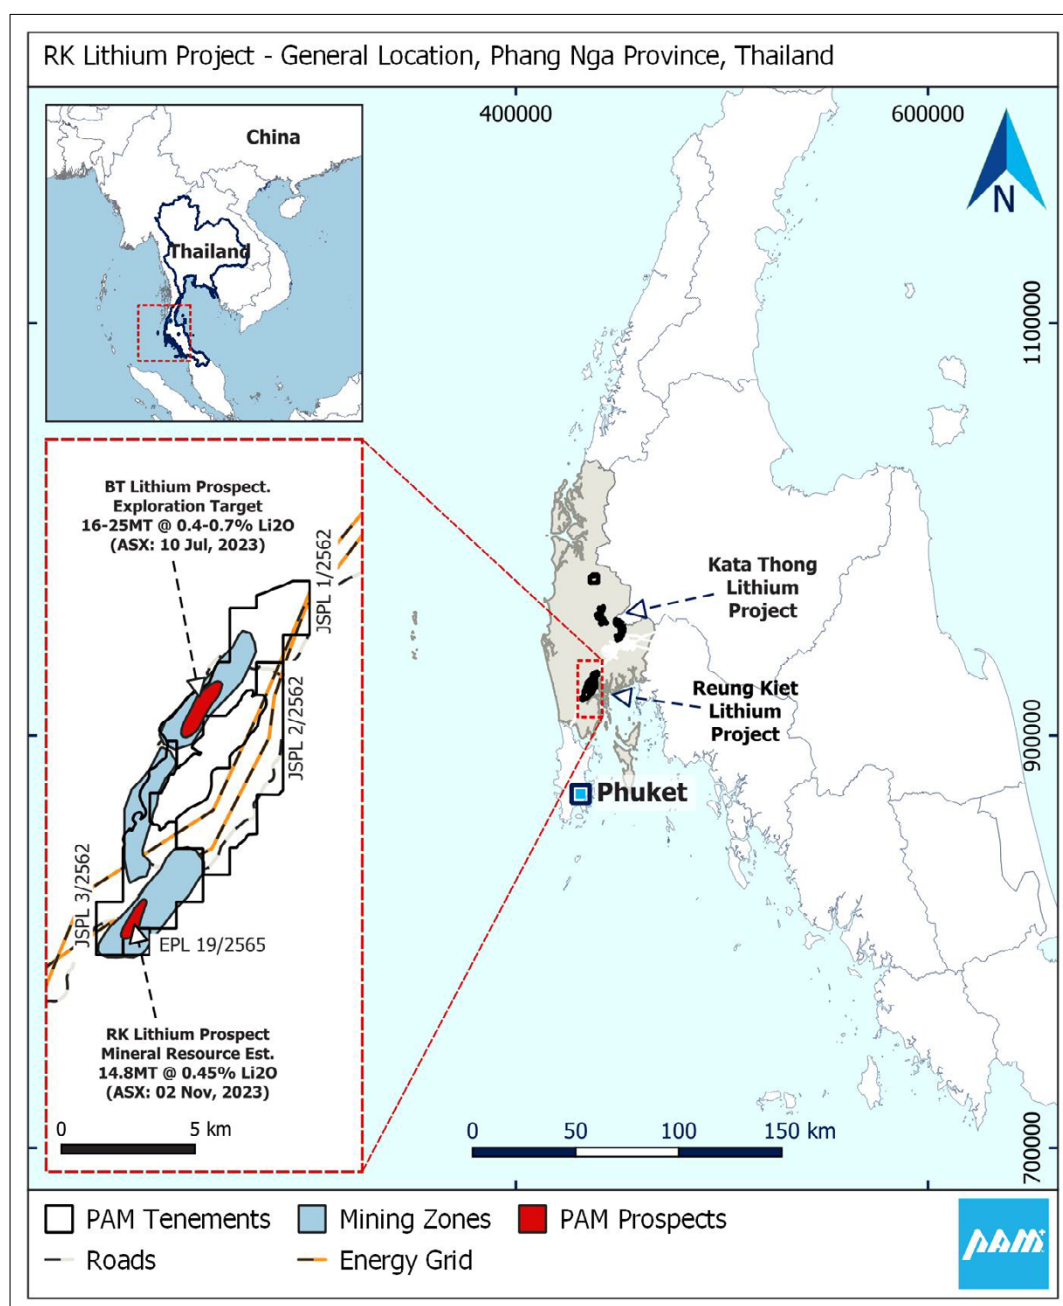 RK Lithium Project - General Location, Phang Nga Province, Thailand
400000
600000
China
Thailand
N
1100000
BT Lithium Prospect.
Exploration Target
16-25MT @ 0.4-0.7% Li2O
(ASX: 10 Jul, 2023)
JSPL 1/2562
JSPL 2/2562
Kata Thong
Lithium
Project
Reung Kiet
Lithium
Project
900000
Phuket
JSPL 3/2562
EPL 19/2565
RK Lithium Prospect
Mineral Resource Est.
14.8MT @ 0.45% Li2O
(ASX: 02 Nov, 2023)
0 5 km
0 50 100 150 km
700000
PAM Tenements Mining Zones PAM Prospects
Roads Energy Grid
PAM